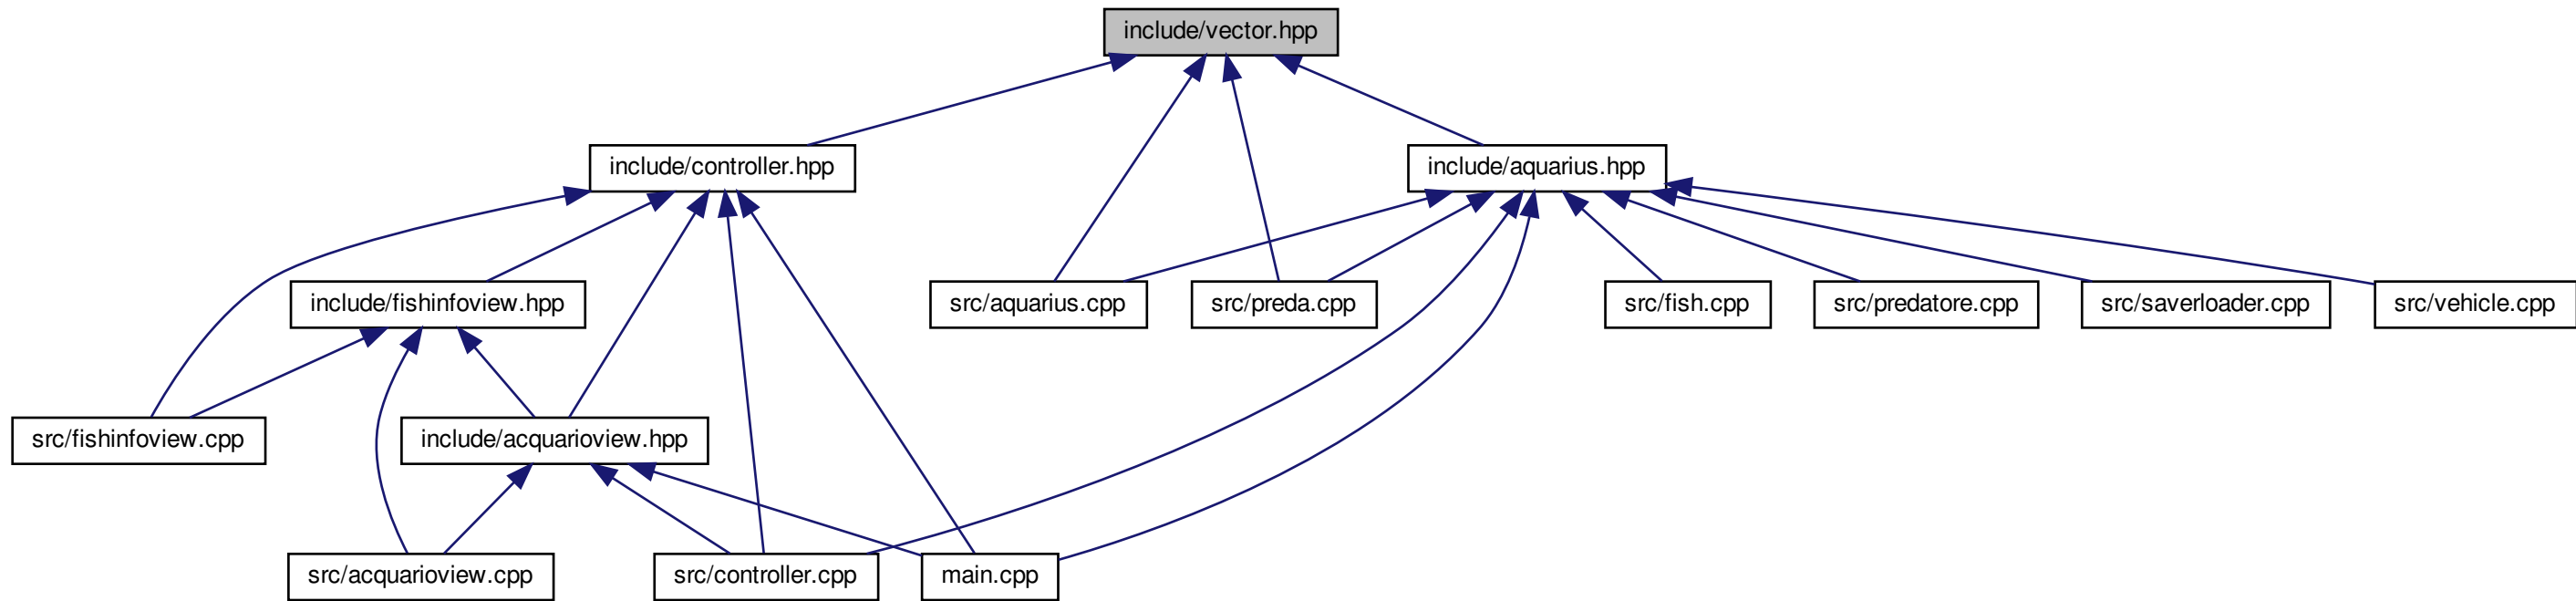 include/vector.hpp
include/controller.hpp
include/aquarius.hpp
include/fishinfoview.hpp
src/aquarius.cpp
src/preda.cpp
src/fish.cpp
src/predatore.cpp
src/saverloader.cpp
src/vehicle.cpp
src/fishinfoview.cpp
include/acquarioview.hpp
src/acquarioview.cpp
src/controller.cpp
main.cpp